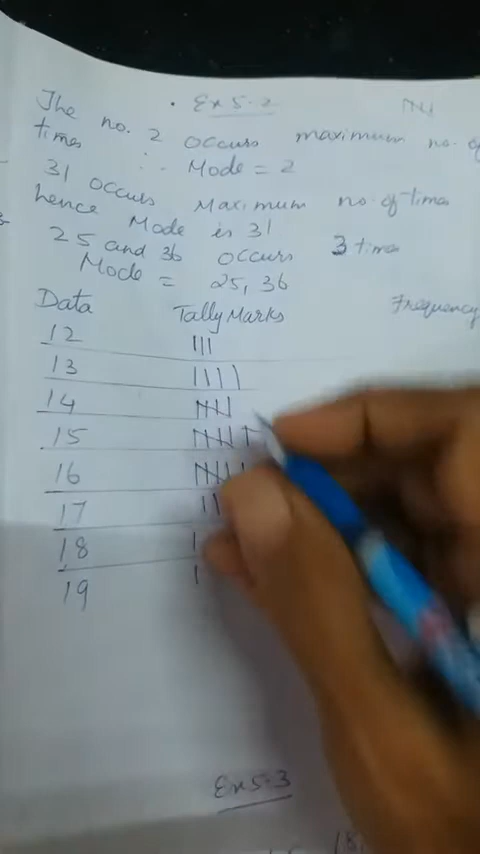 Ex 5.2
The no. 2 occurs maximum no. of
times ∴ Mode = 2
31 occurs Maximum no. of times
hence Mode is 31
25 and 36 occurs 3 times
Mode = 25, 36
Data Tally Marks Frequency
12 |||
13 ||||
14
15
16
17
18 |
19 |
Ex 5.3